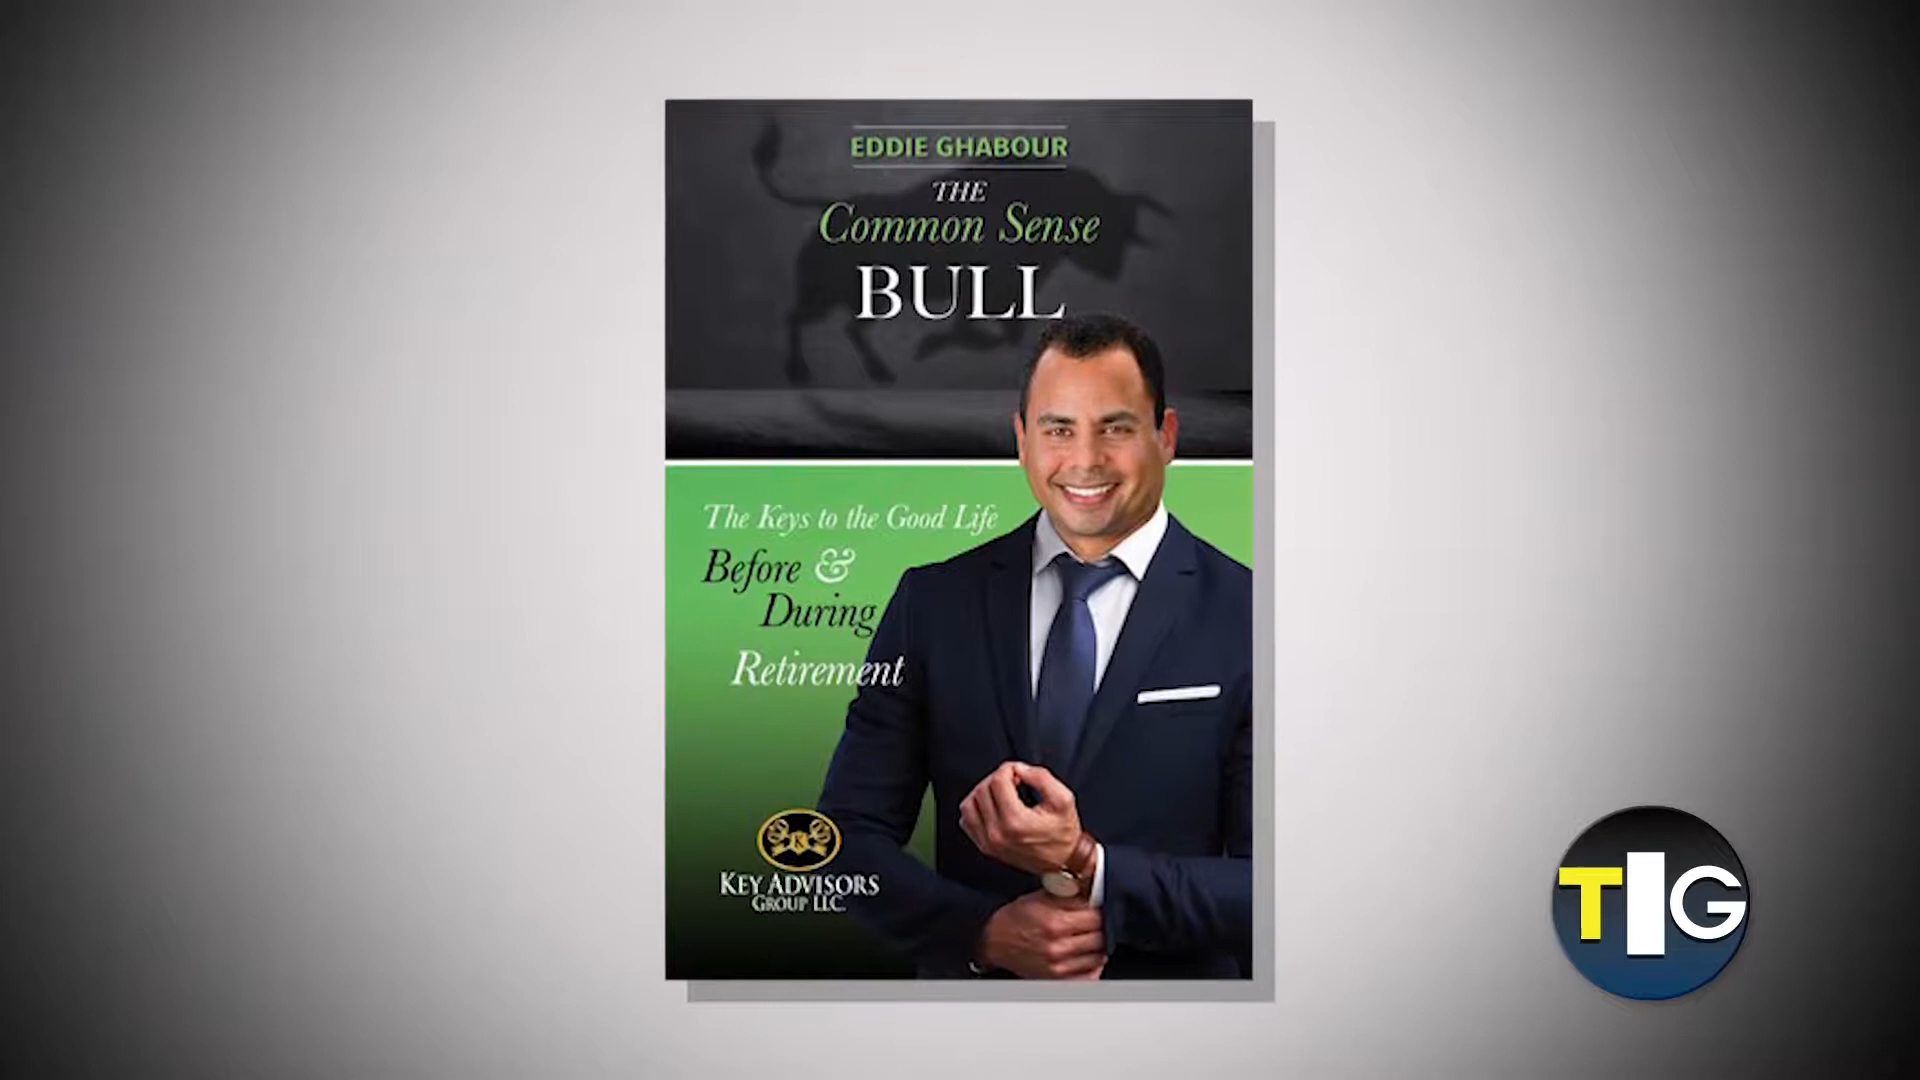 EDDIE GHABOUR
THE
Common Sense
BULL
The Keys to the Good Life
Before &
During
Retirement
K
KEY ADVISORS
GROUP LLC.
TIG